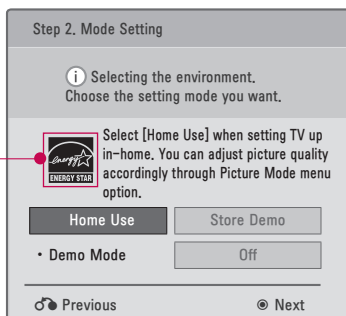 Step 2. Mode Setting
i Selecting the environment.
Choose the setting mode you want.
Select [Home Use] when setting TV up
in-home. You can adjust picture quality
accordingly through Picture Mode menu
option.
energy
ENERGY STAR
Home Use
Store Demo
• Demo Mode
Off
Previous
Next